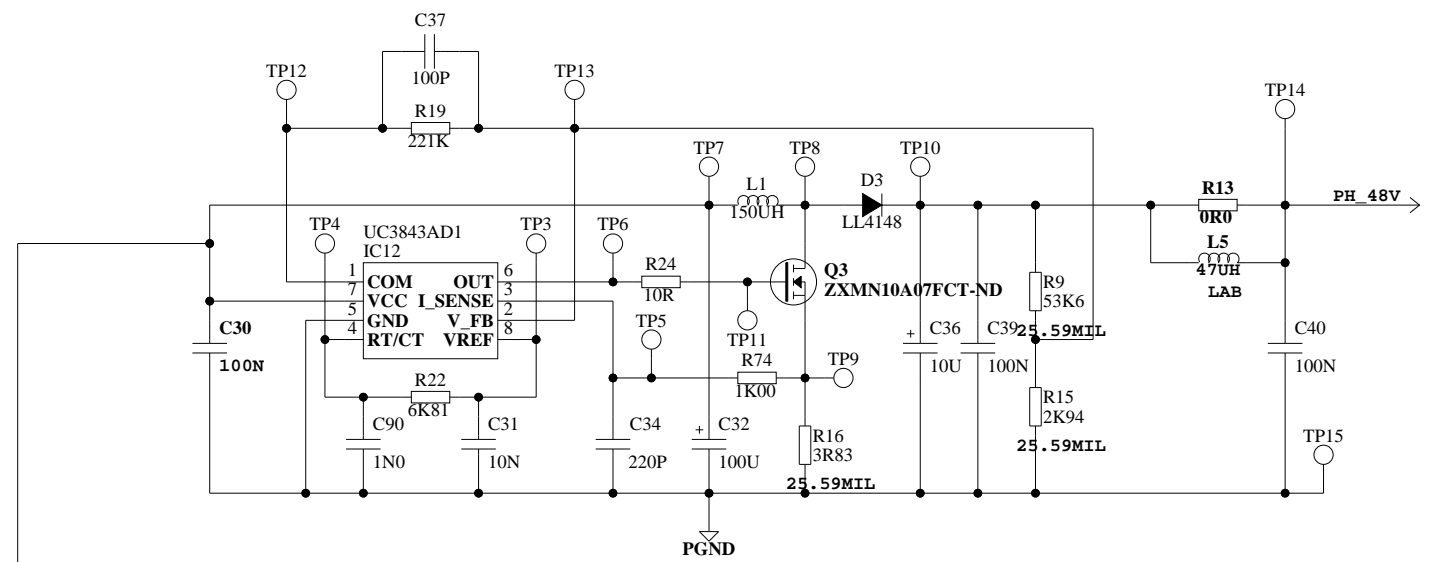 C37
100P
TP12
TP13
R19
221K
TP14
TP7
TP8
TP10
L1
150UH
D3
LL4148
R13
0R0
PH_48V
L5
47UH
LAB
TP4
UC3843AD1
IC12
TP3
TP6
1
COM
OUT
6
7
VCC
I_SENSE
3
5
GND
V_FB
2
4
RT/CT
VREF
8
R24
10R
Q3
ZXMN10A07FCT-ND
R9
53K6
25.59MIL
C30
100N
TP5
TP11
+
C36
10U
C39
100N
C40
100N
R22
6K81
R74
1K00
TP9
R15
2K94
25.59MIL
C90
1N0
C31
10N
C34
220P
+
C32
100U
R16
3R83
25.59MIL
TP15
PGND